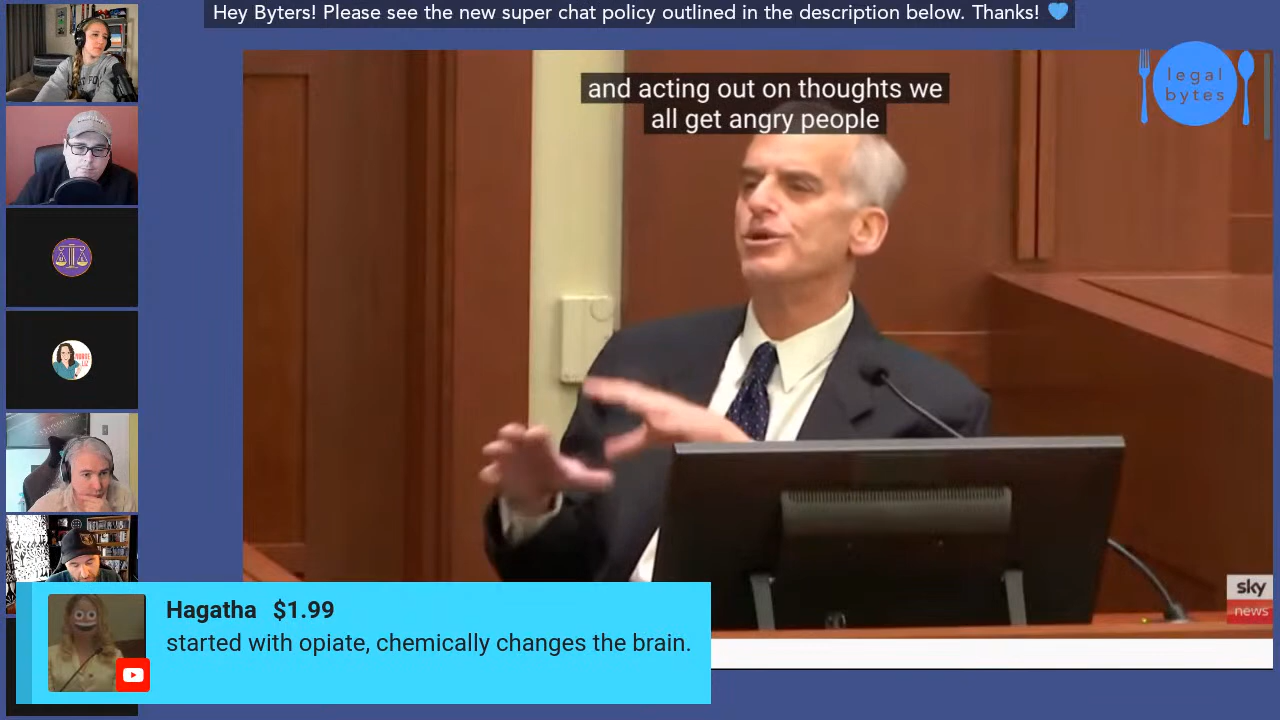 Hey Byters! Please see the new super chat policy outlined in the description below. Thanks! 💙
legal
bytes
and acting out on thoughts we
all get angry people
sky
news
Hagatha $1.99
started with opiate, chemically changes the brain.